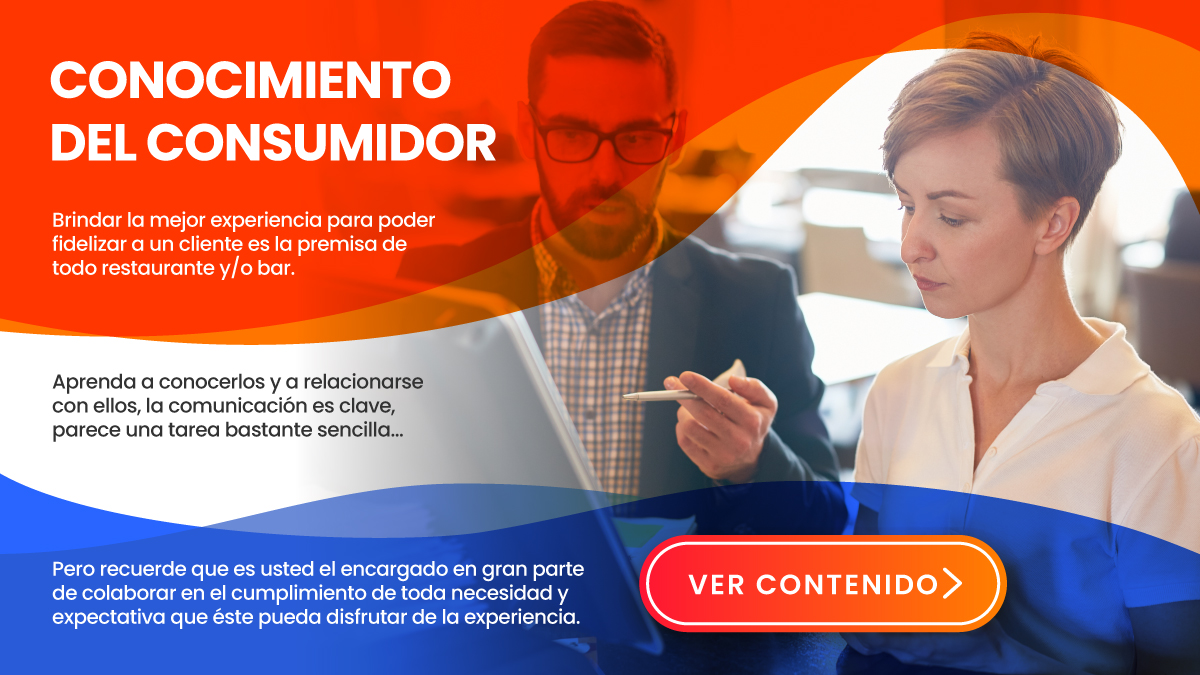 CONOCIMIENTO
DEL CONSUMIDOR
Brindar la mejor experiencia para poder
fidelizar a un cliente es la premisa de
todo restaurante y/o bar.
Aprenda a conocerlos y a relacionarse
con ellos, la comunicación es clave,
parece una tarea bastante sencilla...
Pero recuerde que es usted el encargado en gran parte
de colaborar en el cumplimiento de toda necesidad y
expectativa que éste pueda disfrutar de la experiencia.
VER CONTENIDO